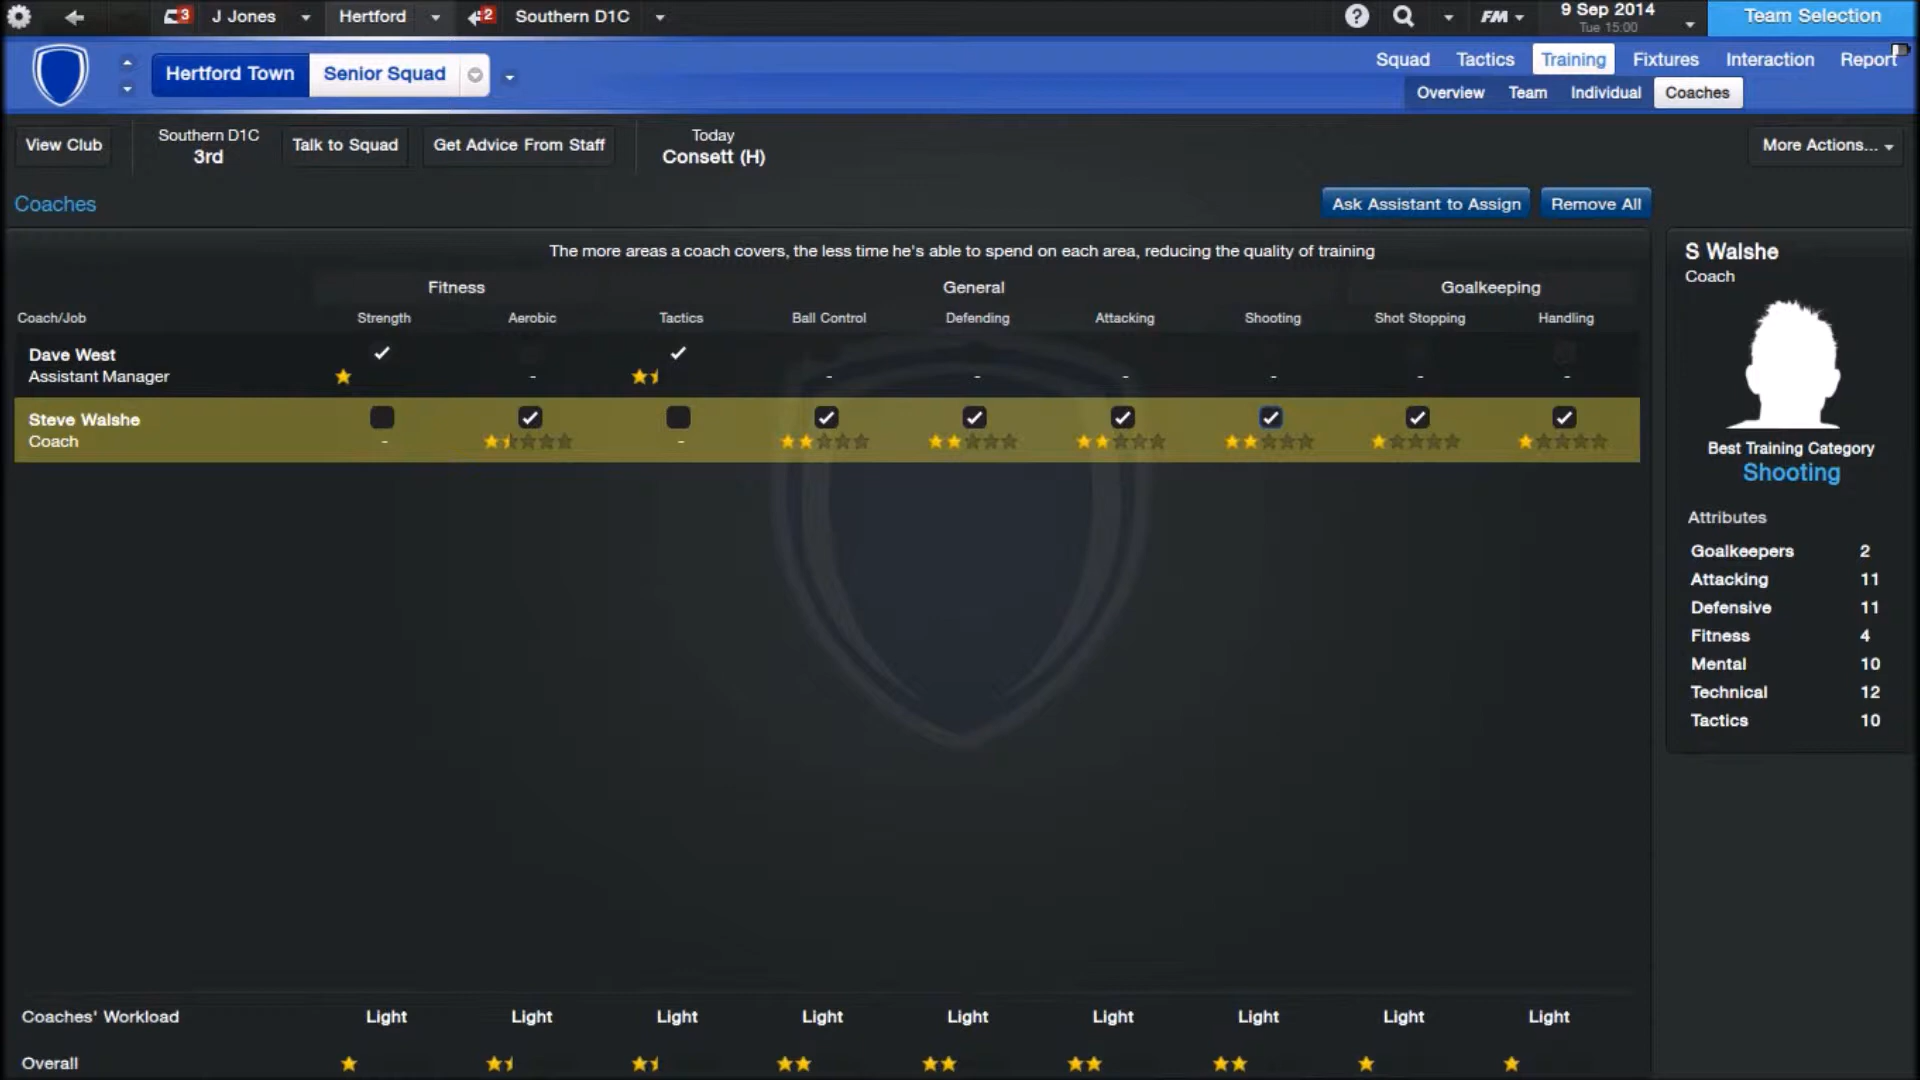 3 J Jones Hertford 2 Southern D1C ? FM 9 Sep 2014 Team Selection
Tue 15:00
Hertford Town Senior Squad
Squad Tactics Training Fixtures Interaction Report
Overview Team Individual Coaches
View Club Southern D1C Talk to Squad Get Advice From Staff Today More Actions...
3rd Consett (H)
Coaches Ask Assistant to Assign Remove All
The more areas a coach covers, the less time he's able to spend on each area, reducing the quality of training
Fitness General Goalkeeping
Coach/Job Strength Aerobic Tactics Ball Control Defending Attacking Shooting Shot Stopping Handling
Dave West
Assistant Manager - - - - - - -
Steve Walshe
Coach - -
Coaches' Workload Light Light Light Light Light Light Light Light Light
Overall
S Walshe
Coach
Best Training Category
Shooting
Attributes
Goalkeepers 2
Attacking 11
Defensive 11
Fitness 4
Mental 10
Technical 12
Tactics 10